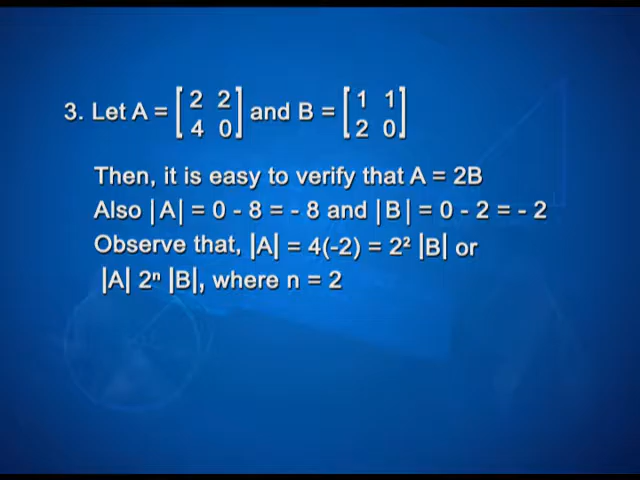 3. Let A = [2 2 4 0] and B = [1 1 2 0]
Then, it is easy to verify that A = 2B
Also |A| = 0 - 8 = - 8 and |B| = 0 - 2 = - 2
Observe that, |A| = 4(-2) = 2² |B| or
|A| 2ⁿ |B|, where n = 2